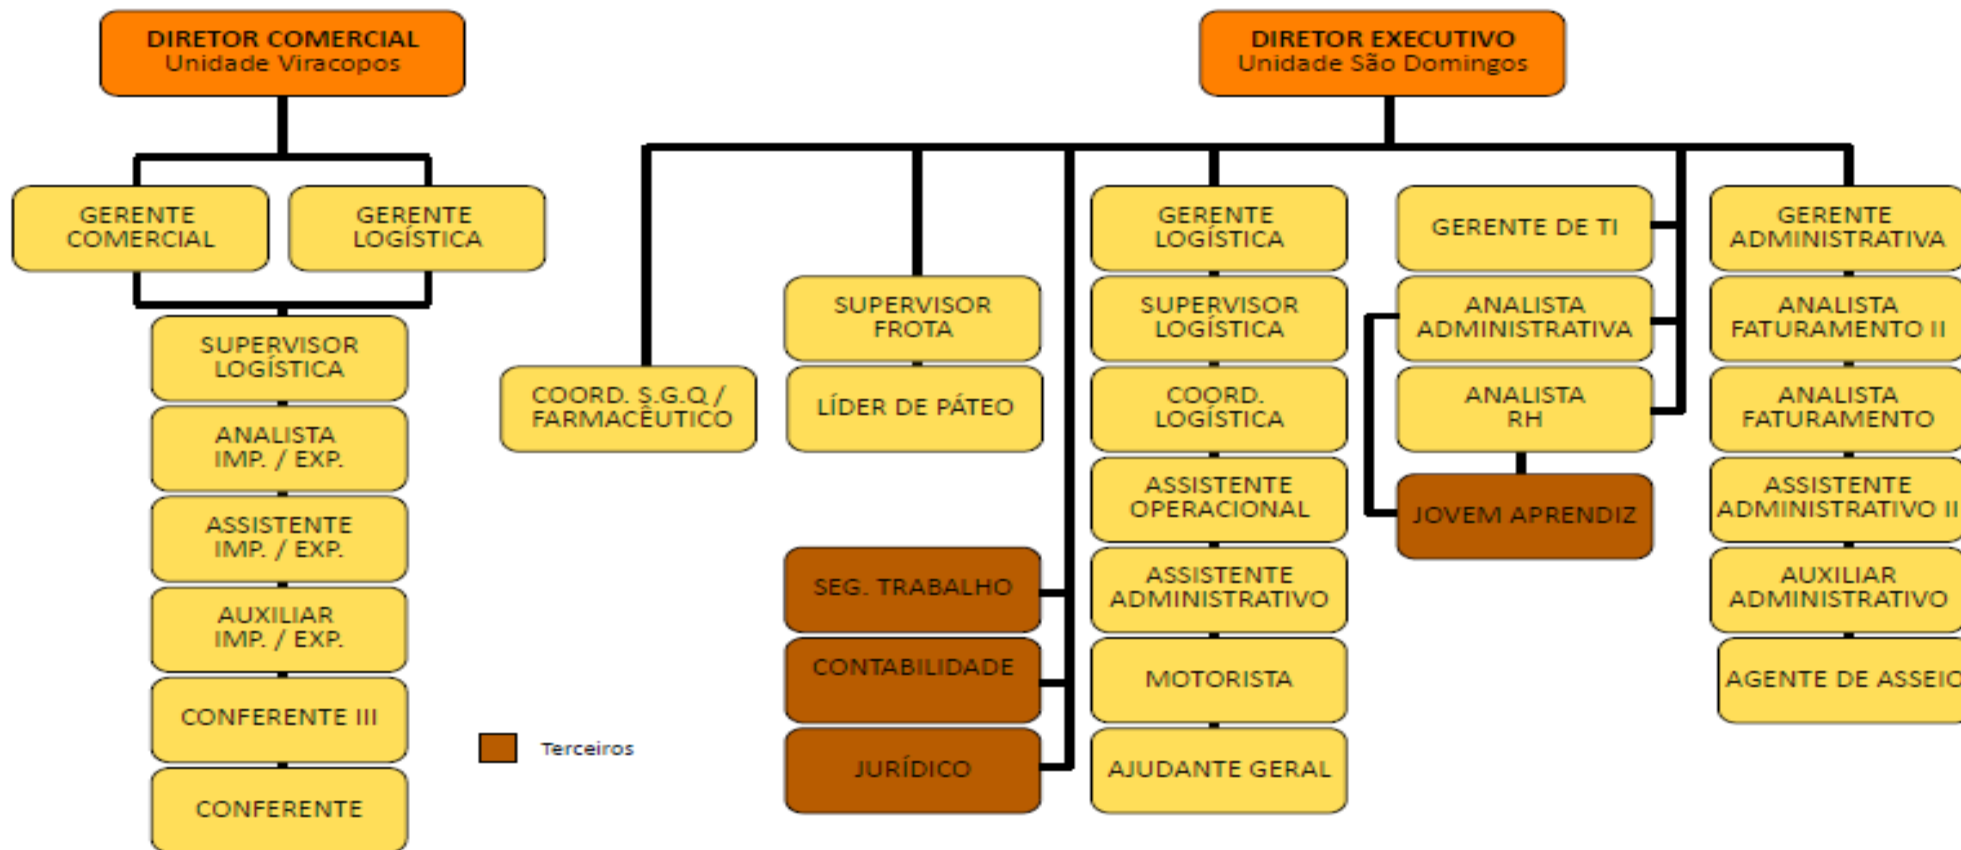 DIRETOR COMERCIAL
Unidade Viracopos
GERENTE
COMERCIAL
GERENTE
LOGÍSTICA
SUPERVISOR
LOGÍSTICA
ANALISTA
IMP. / EXP.
ASSISTENTE
IMP. / EXP.
AUXILIAR
IMP. / EXP.
CONFERENTE III
CONFERENTE
DIRETOR EXECUTIVO
Unidade São Domingos
COORD. S.G.Q /
FARMACÊUTICO
SUPERVISOR
FROTA
LÍDER DE PÁTEO
SEG. TRABALHO
CONTABILIDADE
JURÍDICO
GERENTE
LOGÍSTICA
SUPERVISOR
LOGÍSTICA
COORD.
LOGÍSTICA
ASSISTENTE
OPERACIONAL
ASSISTENTE
ADMINISTRATIVO
MOTORISTA
AJUDANTE GERAL
GERENTE DE TI
ANALISTA
ADMINISTRATIVA
ANALISTA
RH
JOVEM APRENDIZ
GERENTE
ADMINISTRATIVA
ANALISTA
FATURAMENTO II
ANALISTA
FATURAMENTO
ASSISTENTE
ADMINISTRATIVO II
AUXILIAR
ADMINISTRATIVO
AGENTE DE ASSEIO
Terceiros